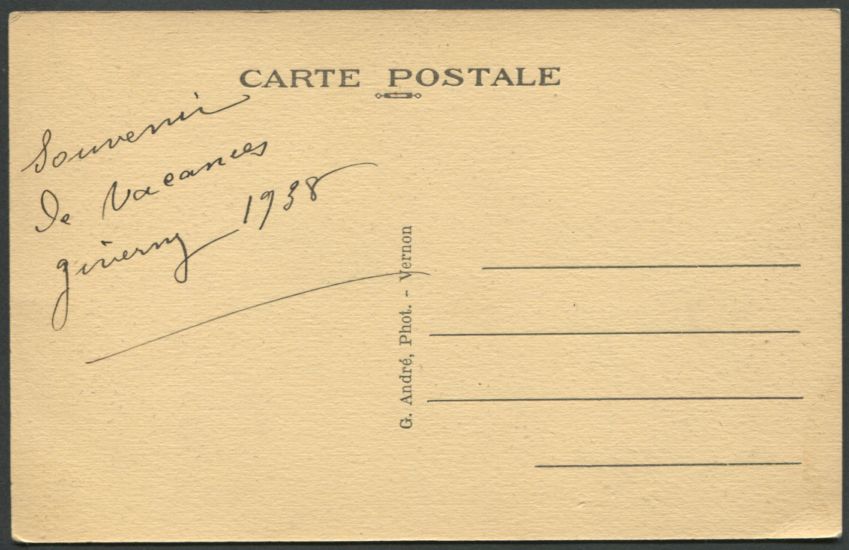 CARTE POSTALE
Souvenir
de Vacances
Giverny 1938
G. André, Phot. - Vernon